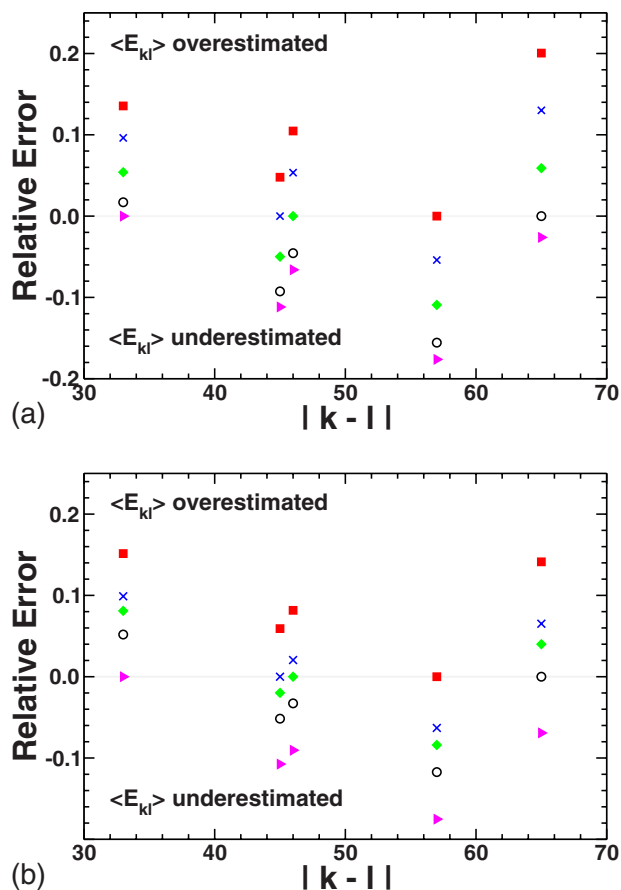 <E_kl> overestimated
0.2
0.1
0.0
-0.1
-0.2
Relative Error
<E_kl> underestimated
30 40 50 60 70
(a)
| k - l |
<E_kl> overestimated
0.2
0.1
0.0
-0.1
Relative Error
<E_kl> underestimated
30 40 50 60 70
(b)
| k - l |